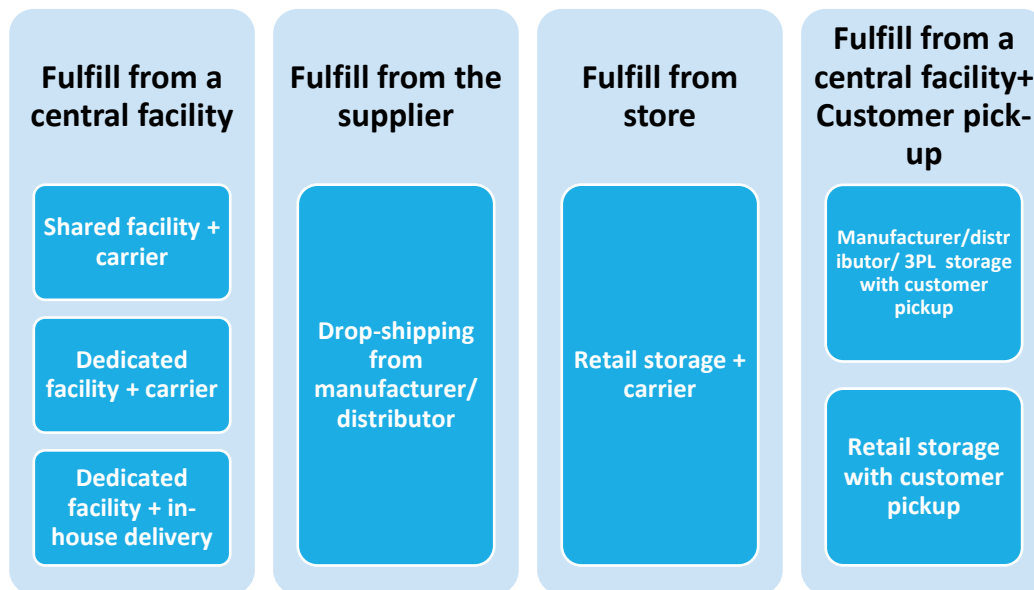 Fulfill from a
central facility
Shared facility +
carrier
Dedicated
facility + carrier
Dedicated
facility + in-
house delivery
Fulfill from the
supplier
Drop-shipping
from
manufacturer/
distributor
Fulfill from
store
Retail storage +
carrier
Fulfill from a
central facility+
Customer pick-
up
Manufacturer/distr
ibutor/ 3PL storage
with customer
pickup
Retail storage
with customer
pickup